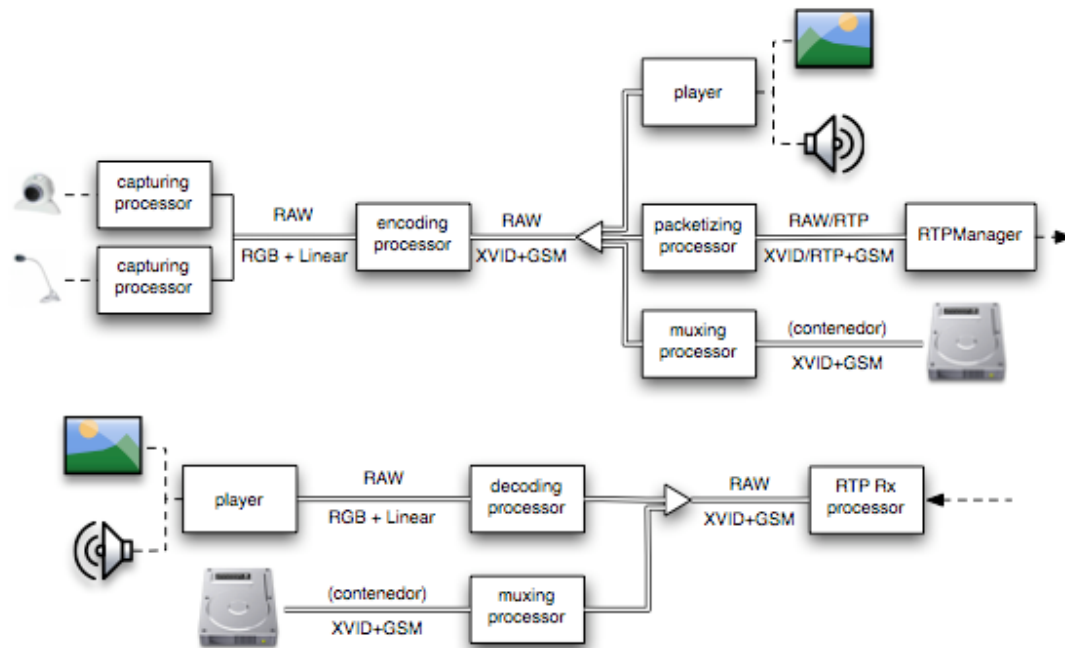 player
capturing
processor
RAW
RGB + Linear
encoding
processor
RAW
XVID+GSM
packetizing
processor
RAW/RTP
XVID/RTP+GSM
RTPManager
capturing
processor
muxing
processor
(contenedor)
XVID+GSM
player
RAW
RGB + Linear
decoding
processor
RAW
XVID+GSM
RTP Rx
processor
(contenedor)
XVID+GSM
muxing
processor